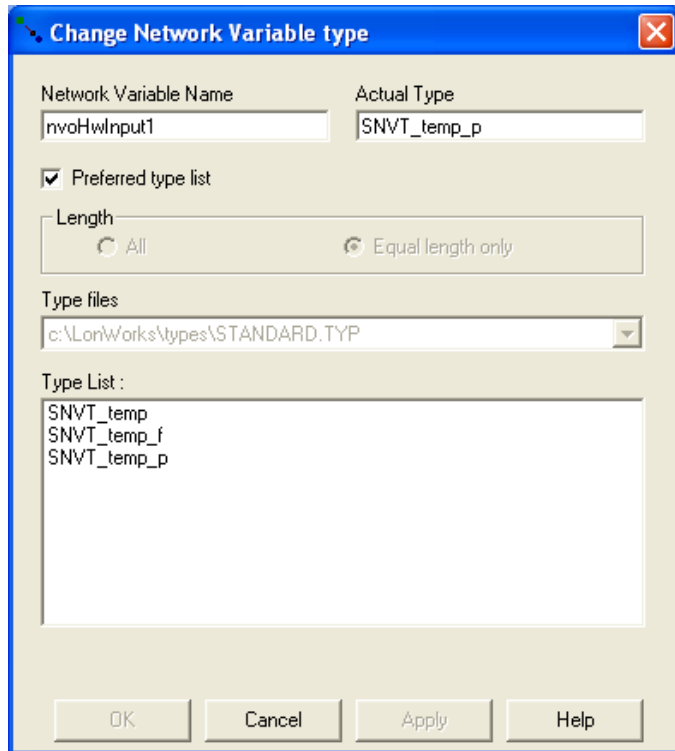 Change Network Variable type
Network Variable Name
Actual Type
nvoHwInput1
SNVT_temp_p
Preferred type list
Length
All
Equal length only
Type files
c:\LonWorks\types\STANDARD.TYP
Type List :
SNVT_temp
SNVT_temp_f
SNVT_temp_p
OK
Cancel
Apply
Help